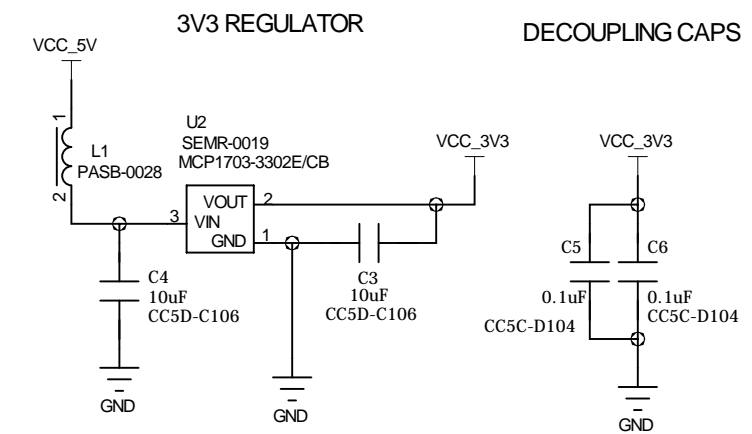 3V3 REGULATOR
DECOUPLING CAPS
VCC_5V
1
L1
PASB-0028
2
U2
SEMR-0019
MCP1703-3302E/CB
VOUT
2
3
VIN
GND
1
VCC_3V3
C4
10uF
CC5D-C106
GND
C3
10uF
CC5D-C106
GND
VCC_3V3
C5
0.1uF
CC5C-D104
C6
0.1uF
CC5C-D104
GND